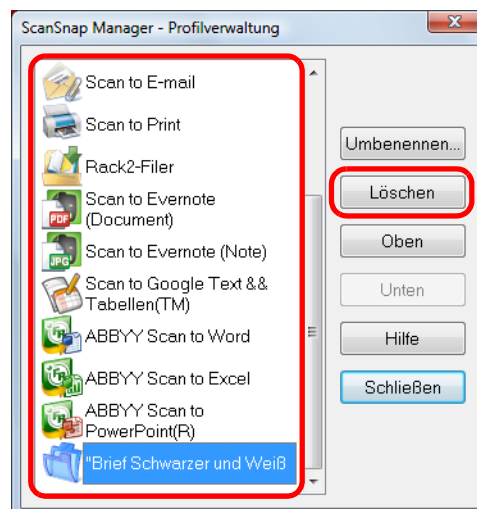 ScanSnap Manager - Profilverwaltung
Scan to E-mail
Scan to Print
Rack2-Filer
Scan to Evernote
(Document)
Scan to Evernote (Note)
Scan to Google Text &&
Tabellen(TM)
ABBYY Scan to Word
ABBYY Scan to Excel
ABBYY Scan to
PowerPoint(R)
"Brief Schwarzer und Weiß
Umbenennen...
Löschen
Oben
Unten
Hilfe
Schließen
PDF
JPG